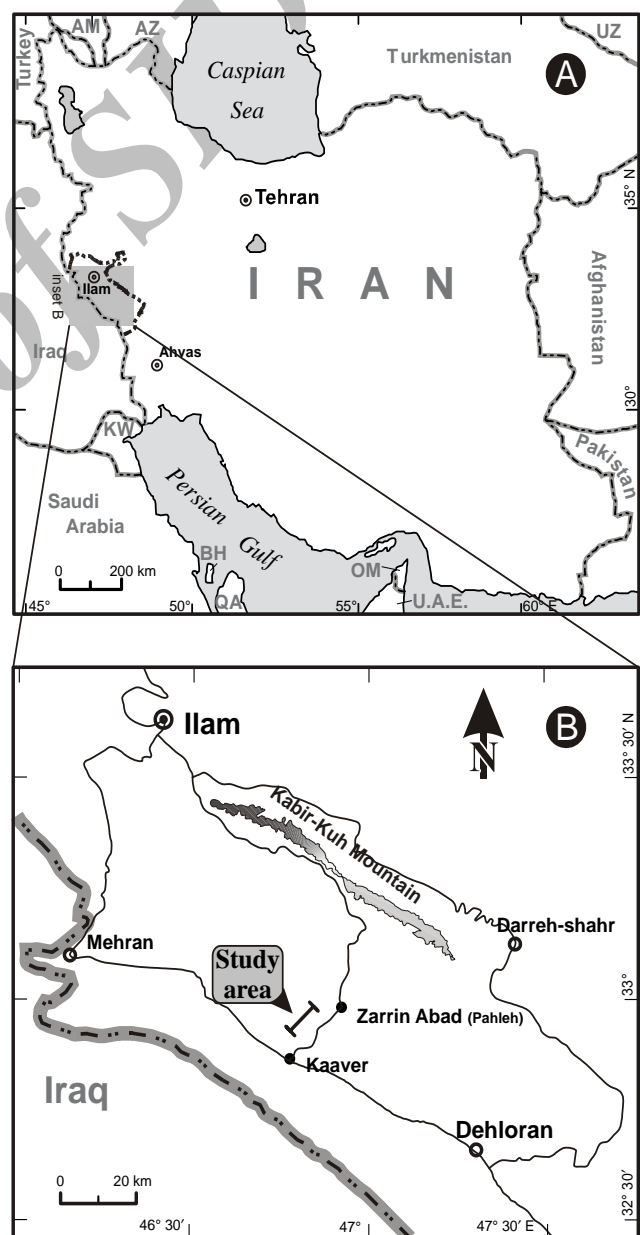 Turkey
AM
AZ
UZ
Caspian
Sea
Turkmenistan
A
of
35° N
Tehran
I R A N
Ilam
inset B
Afghanistan
Iraq
Ahvas
30°
KW
Pakistan
Saudi
Arabia
Persian
Gulf
BH
OM
0 200 km
QA
U.A.E.
45° 50° 55° 60° E
Ilam
B
N
33° 30′ N
Kabir-Kuh Mountain
Darreh-shahr
Mehran
Study
area
33°
Zarrin Abad (Pahleh)
Kaaver
Iraq
Dehloran
0 20 km
32° 30′
46° 30′ 47° 47° 30′ E